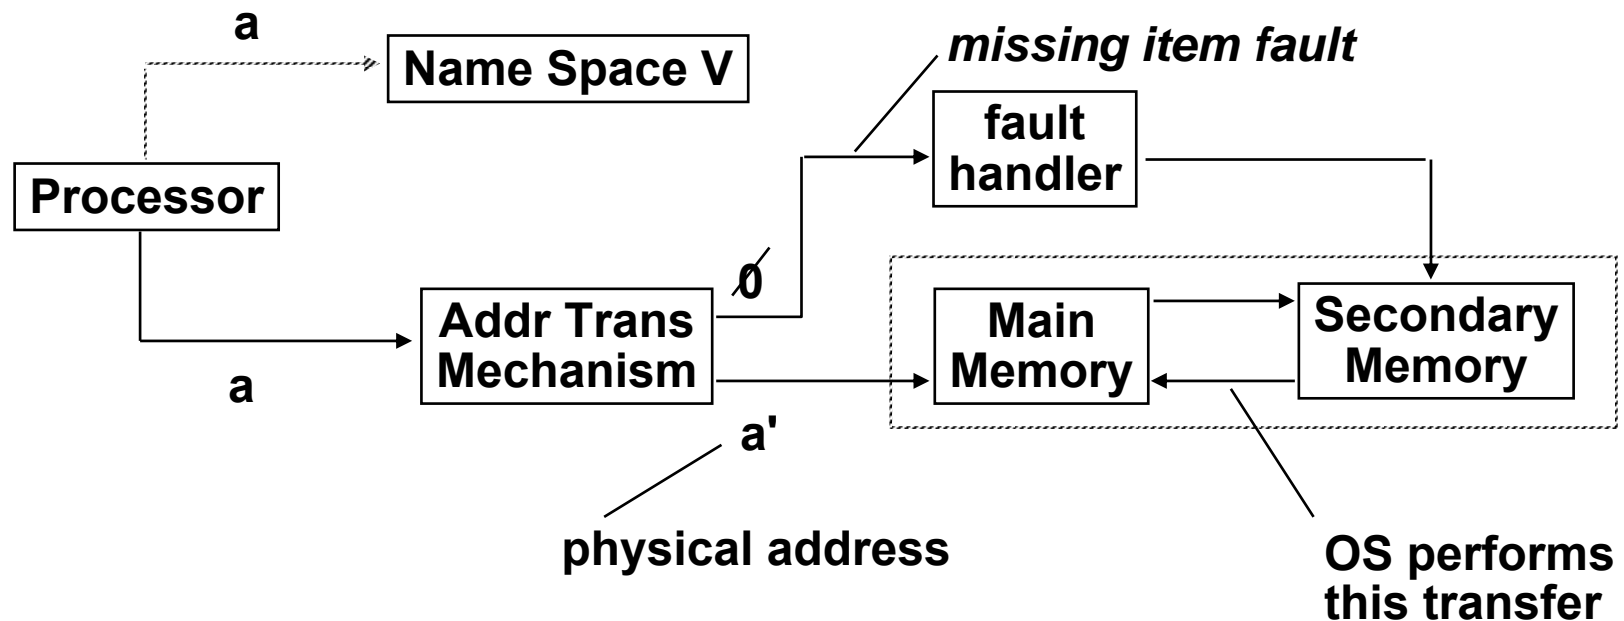 a
Name Space V
missing item fault
fault
handler
Processor
0
Addr Trans
Mechanism
Main
Memory
Secondary
Memory
a
a'
physical address
OS performs
this transfer